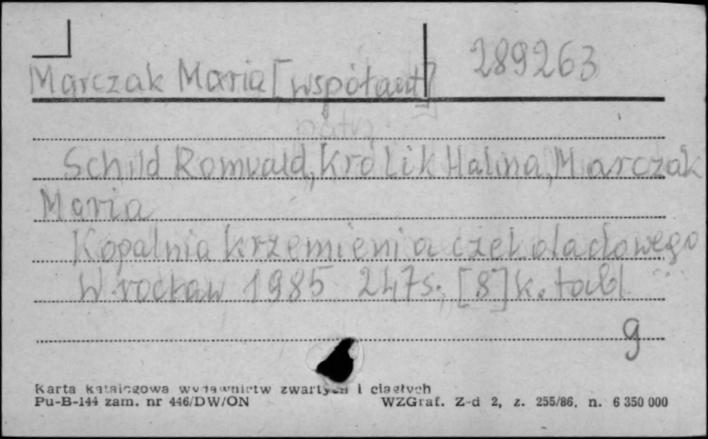 Marczak Maria [współaut]
289263
patrz
Schild Romuald, Królik Halina, Marczak
Maria
Kopalnia krzemienia czekoladowego
Wrocław 1985 247s. [8]k. tabl
g
Karta katalogowa wydawnictw zwartych i ciągłych
Pu-B-144 zam. nr 446/DW/ON
WZGraf. Z-d 2, z. 255/86, n. 6 350 000